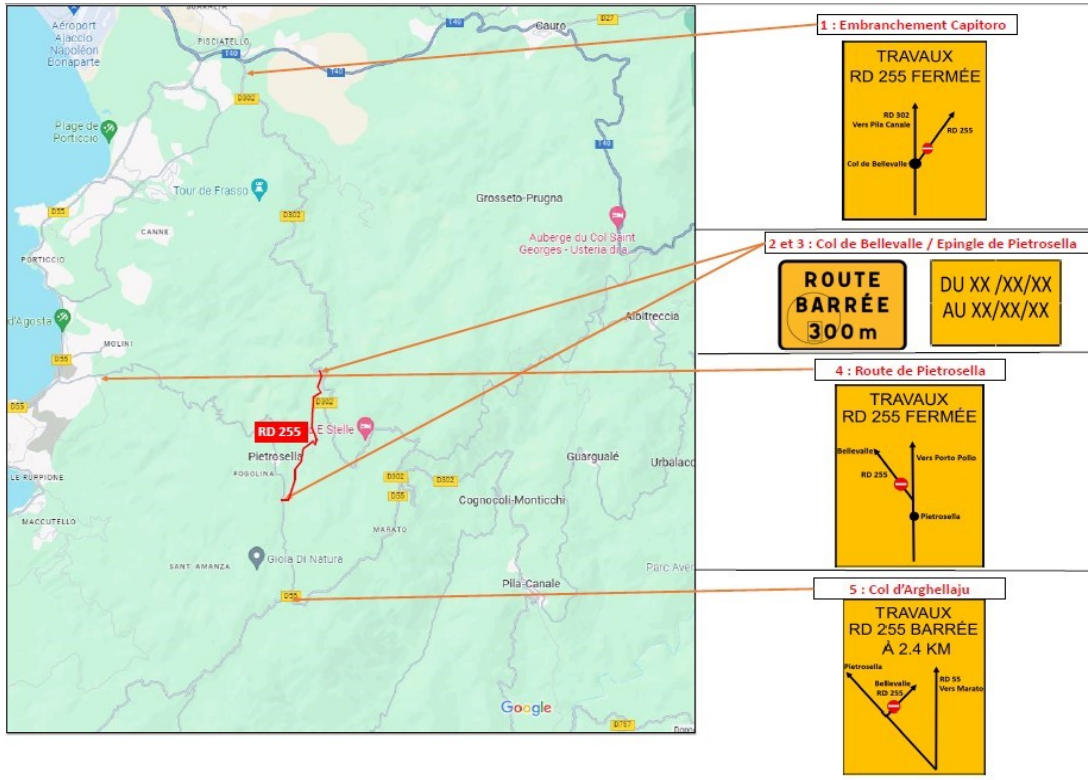 Aéroport
Ajaccio
Napoléon
Bonaparte
PISCIATELLO
T40
T40
T40
Cauro
D27
D302
Plage de
Porticcio
Tour de Frasso
T40
D55
CANNE
D302
Grosseto-Prugna
Auberge du Col Saint
Georges - Usteria di a...
PORTICCIO
d'Agosta
MOLINI
Albitreccia
D55
D55
D302
RD 255
E Stelle
Pietrosella
FOGOLINA
Guargualé
Urbalaco
LE RUPPIONE
D302
D55
Cognocoli-Monticchi
MACCUTELLO
MARATO
Gioia Di Natura
SANT AMANZA
Parc Aven
Pila-Canale
D55
Google
D757
1 : Embranchement Capitoro
TRAVAUX
RD 255 FERMÉE
RD 302
Vers Pila Canale
RD 255
Col de Bellevalle
2 et 3 : Col de Bellevalle / Epingle de Pietrosella
ROUTE
BARRÉE
300 m
DU XX /XX/XX
AU XX/XX/XX
4 : Route de Pietrosella
TRAVAUX
RD 255 FERMÉE
Bellevalle
Vers Porto Pollo
RD 255
Pietrosella
5 : Col d'Arghellaju
TRAVAUX
RD 255 BARRÉE
À 2.4 KM
Pietrosella
Bellevalle
RD 255
RD 55
Vers Marato